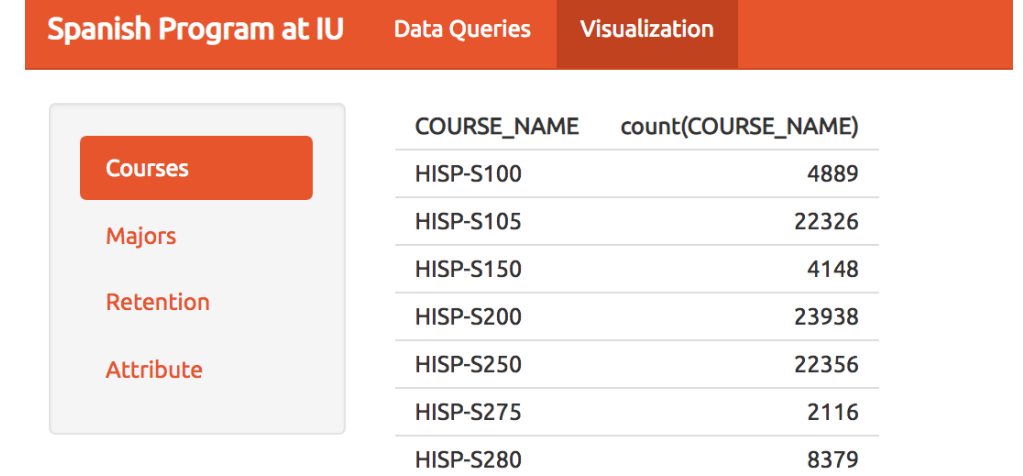 Spanish Program at IU Data Queries Visualization
Courses
Majors
Retention
Attribute
COURSE_NAME count(COURSE_NAME)
HISP-S100 4889
HISP-S105 22326
HISP-S150 4148
HISP-S200 23938
HISP-S250 22356
HISP-S275 2116
HISP-S280 8379